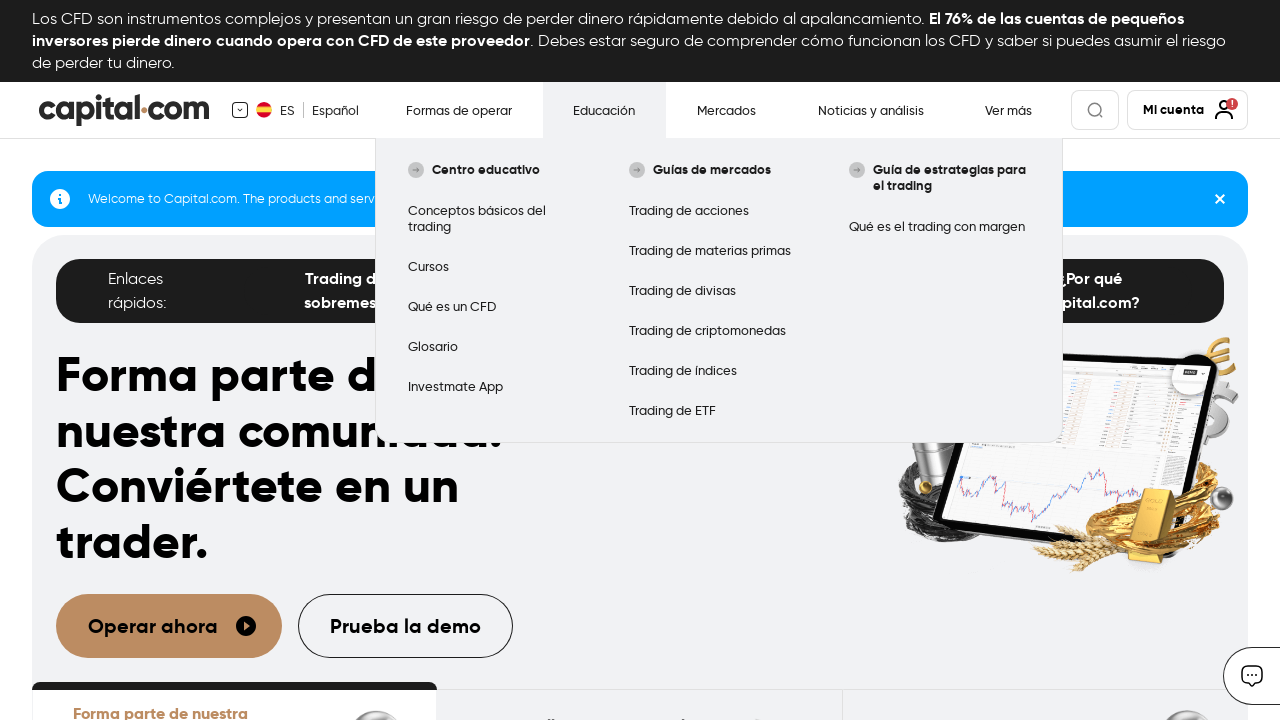 Los CFD son instrumentos complejos y presentan un gran riesgo de perder dinero rápidamente debido al apalancamiento. El 76% de las cuentas de pequeños
inversores pierde dinero cuando opera con CFD de este proveedor. Debes estar seguro de comprender cómo funcionan los CFD y saber si puedes asumir el riesgo
de perder tu dinero.
capital.com
ES | Español
Formas de operar
Educación
Mercados
Noticias y análisis
Ver más
Mi cuenta
Centro educativo
Conceptos básicos del
trading
Cursos
Qué es un CFD
Glosario
Investmate App
Guías de mercados
Trading de acciones
Trading de materias primas
Trading de divisas
Trading de criptomonedas
Trading de índices
Trading de ETF
Guía de estrategias para
el trading
Qué es el trading con margen
Welcome to Capital.com. The products and serv
Enlaces
rápidos:
Trading d
sobremes
¿Por qué
pital.com?
Forma parte d
nuestra comunidad.
Conviértete en un
trader.
Operar ahora
Prueba la demo
Forma parte de nuestra